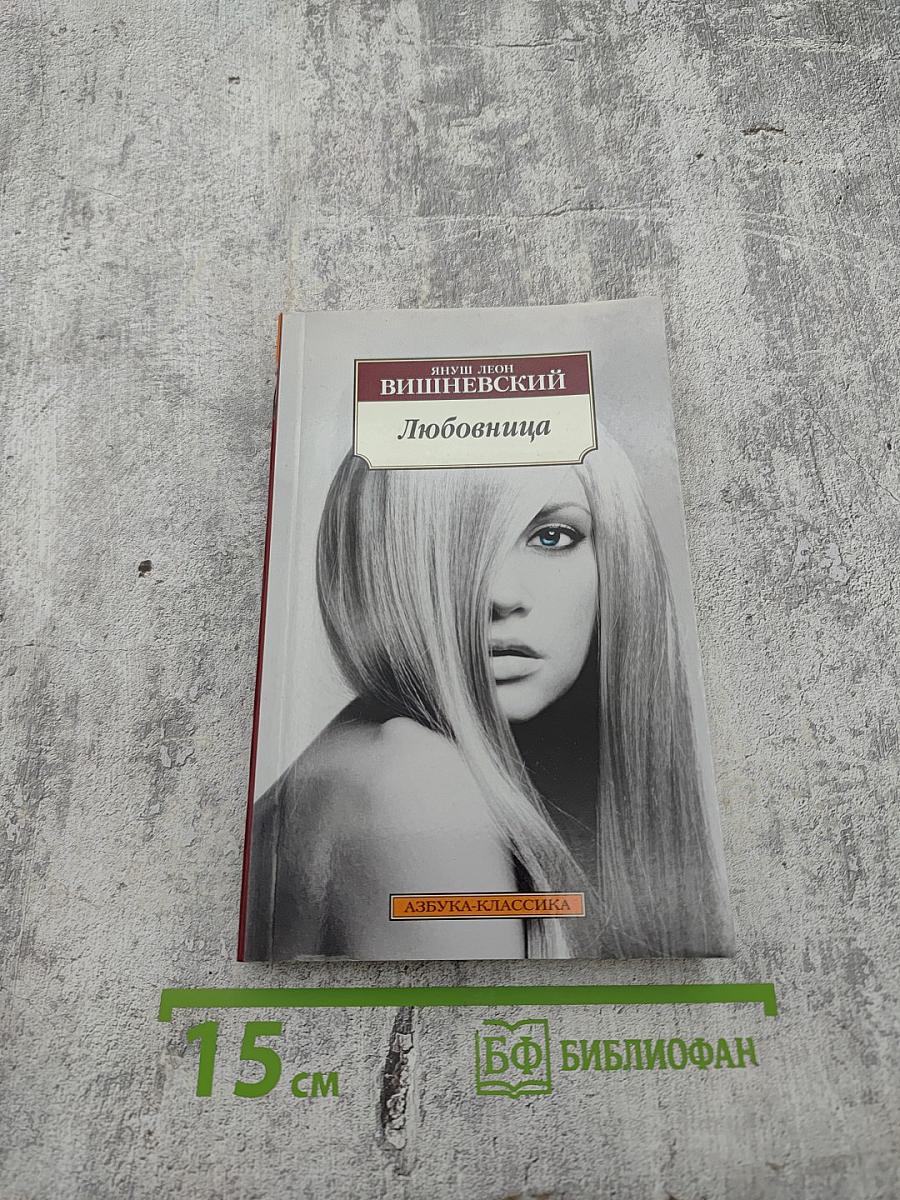 ЯНУШ ЛЕОН
ВИШНЕВСКИЙ
Любовница
АЗБУКА-КЛАССИКА
15 см
БФ БИБЛИОФАН